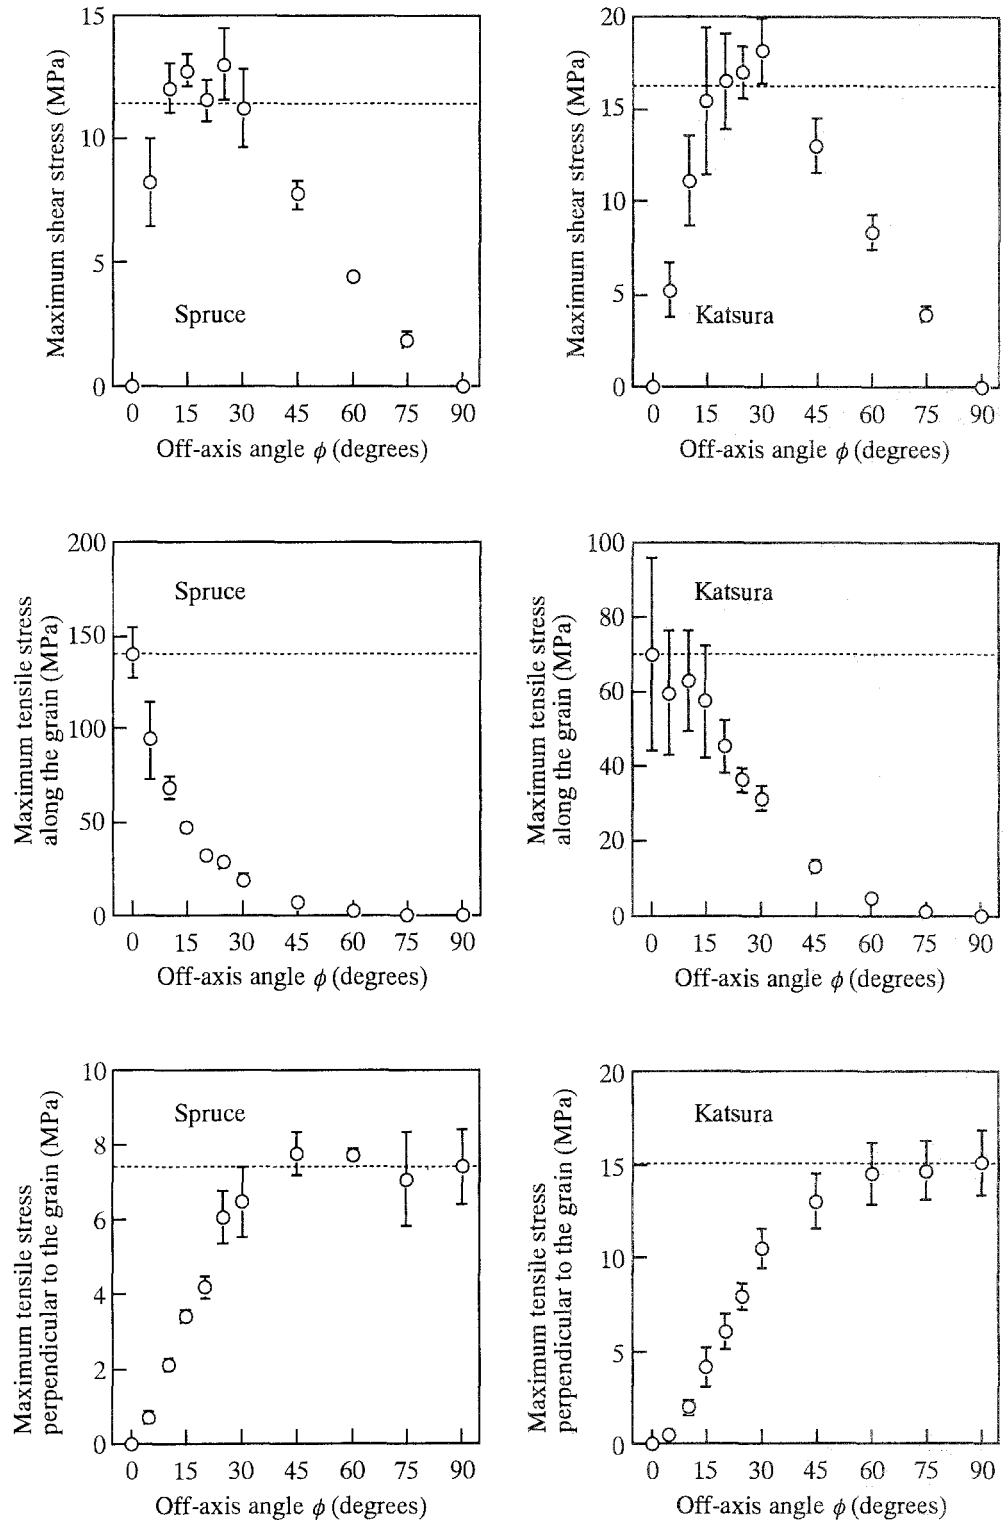 15
10
5
0
Maximum shear stress (MPa)
Spruce
0 15 30 45 60 75 90
Off-axis angle ϕ (degrees)
20
15
10
5
0
Maximum shear stress (MPa)
Katsura
0 15 30 45 60 75 90
Off-axis angle ϕ (degrees)
200
150
100
50
0
Maximum tensile stress
along the grain (MPa)
Spruce
0 15 30 45 60 75 90
Off-axis angle ϕ (degrees)
100
80
60
40
20
0
Maximum tensile stress
along the grain (MPa)
Katsura
0 15 30 45 60 75 90
Off-axis angle ϕ (degrees)
10
8
6
4
2
0
Maximum tensile stress
perpendicular to the grain (MPa)
Spruce
0 15 30 45 60 75 90
Off-axis angle ϕ (degrees)
20
15
10
5
0
Maximum tensile stress
perpendicular to the grain (MPa)
Katsura
0 15 30 45 60 75 90
Off-axis angle ϕ (degrees)